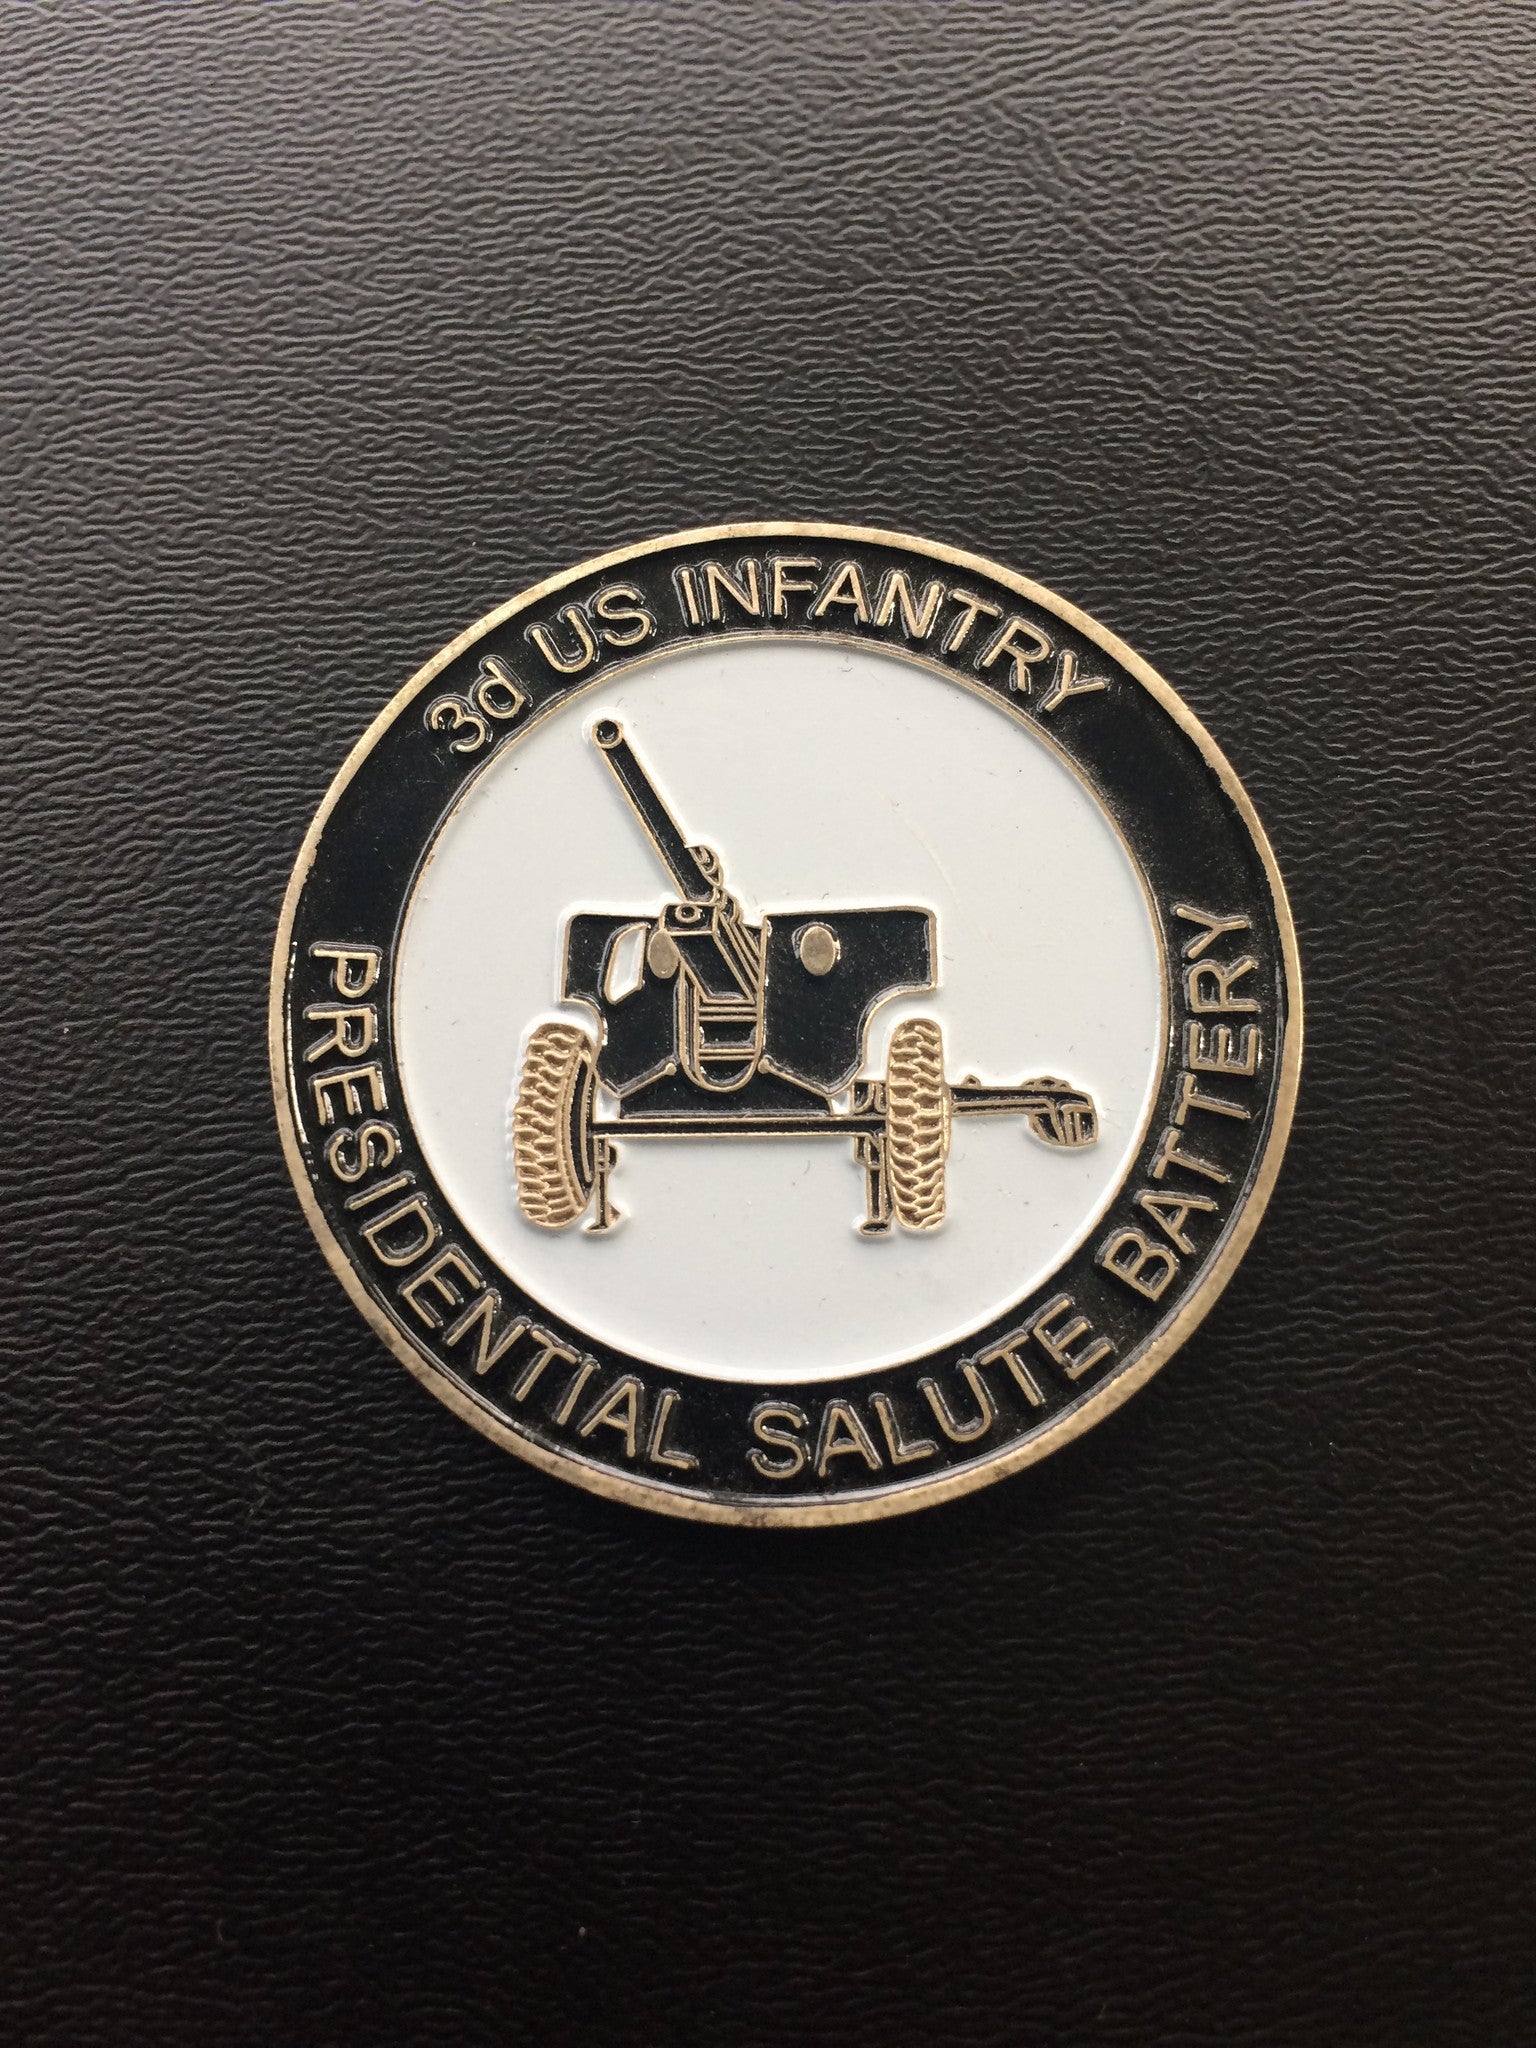 3d US INFANTRY
PRESIDENTIAL SALUTE BATTERY